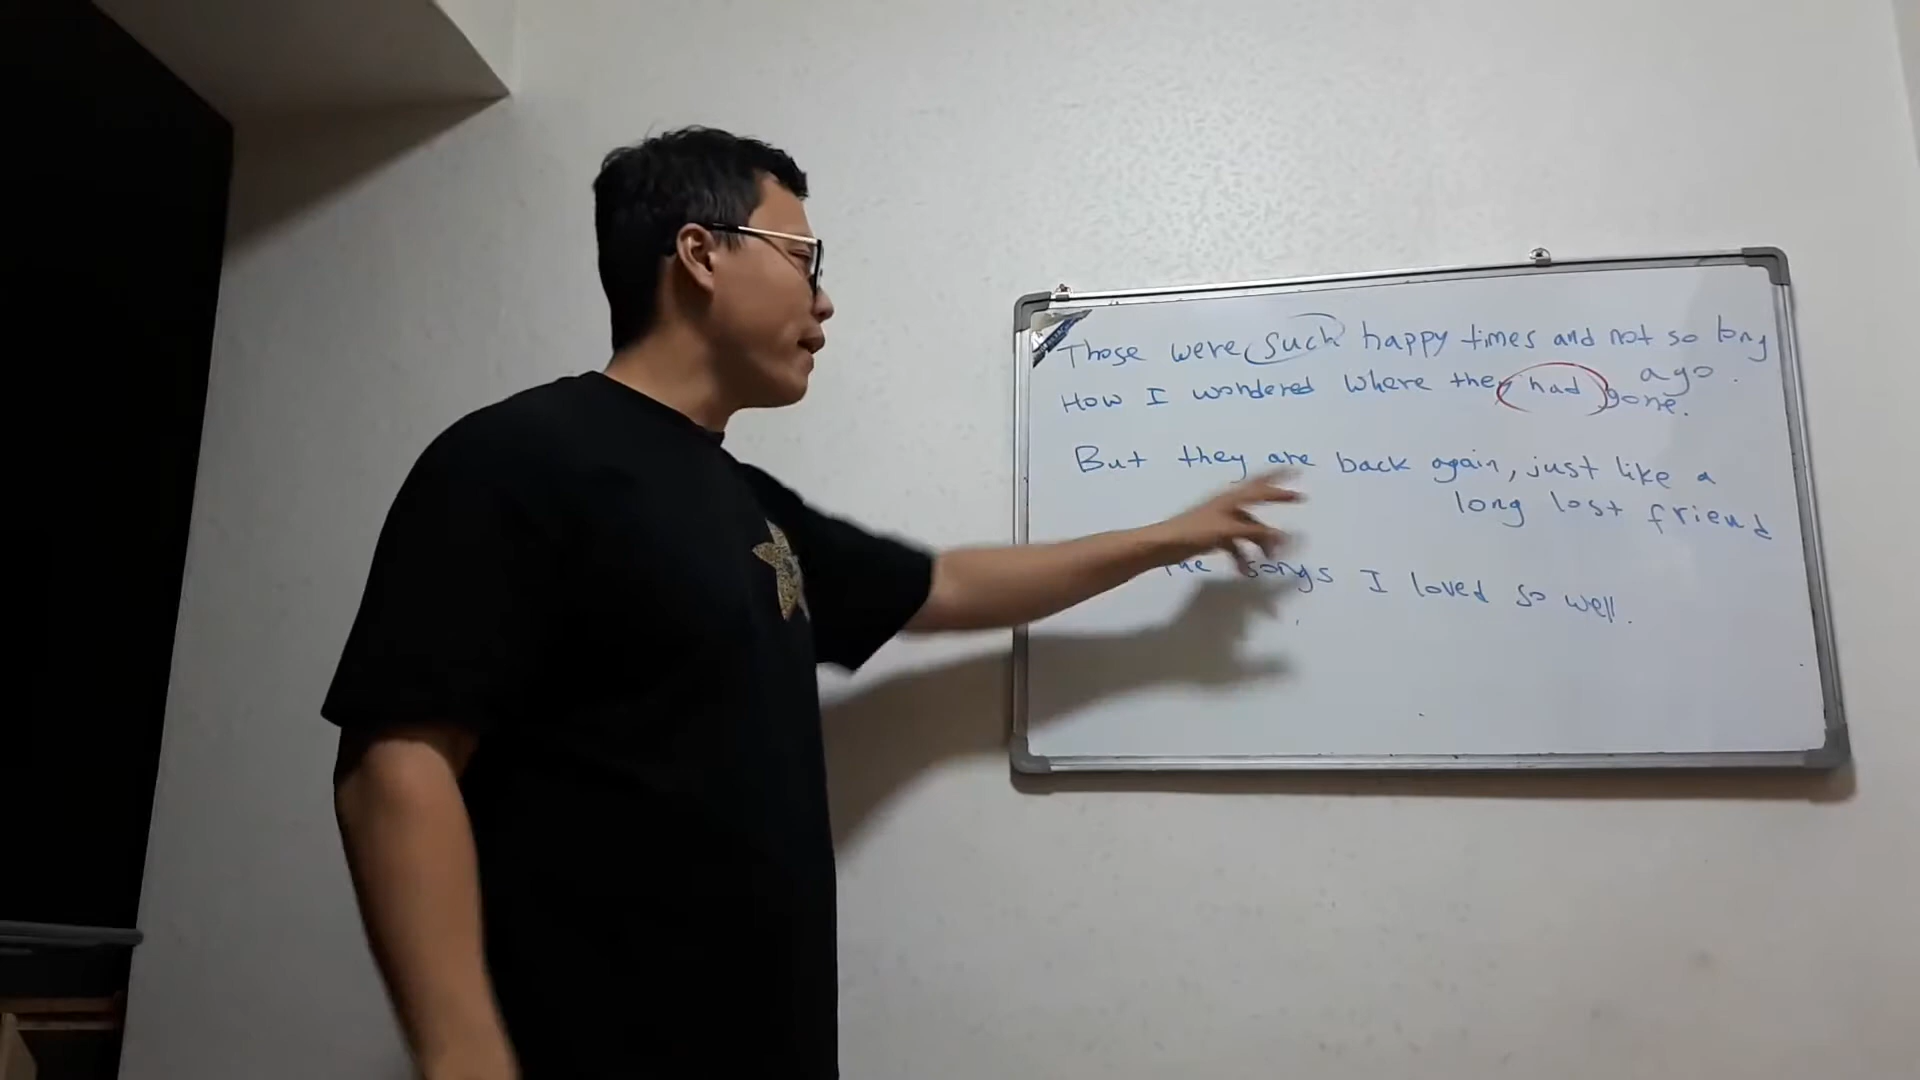 Those were such happy times and not so long
ago.
How I wondered where they had gone.
But they are back again, just like a
long lost friend
the songs I loved so well.